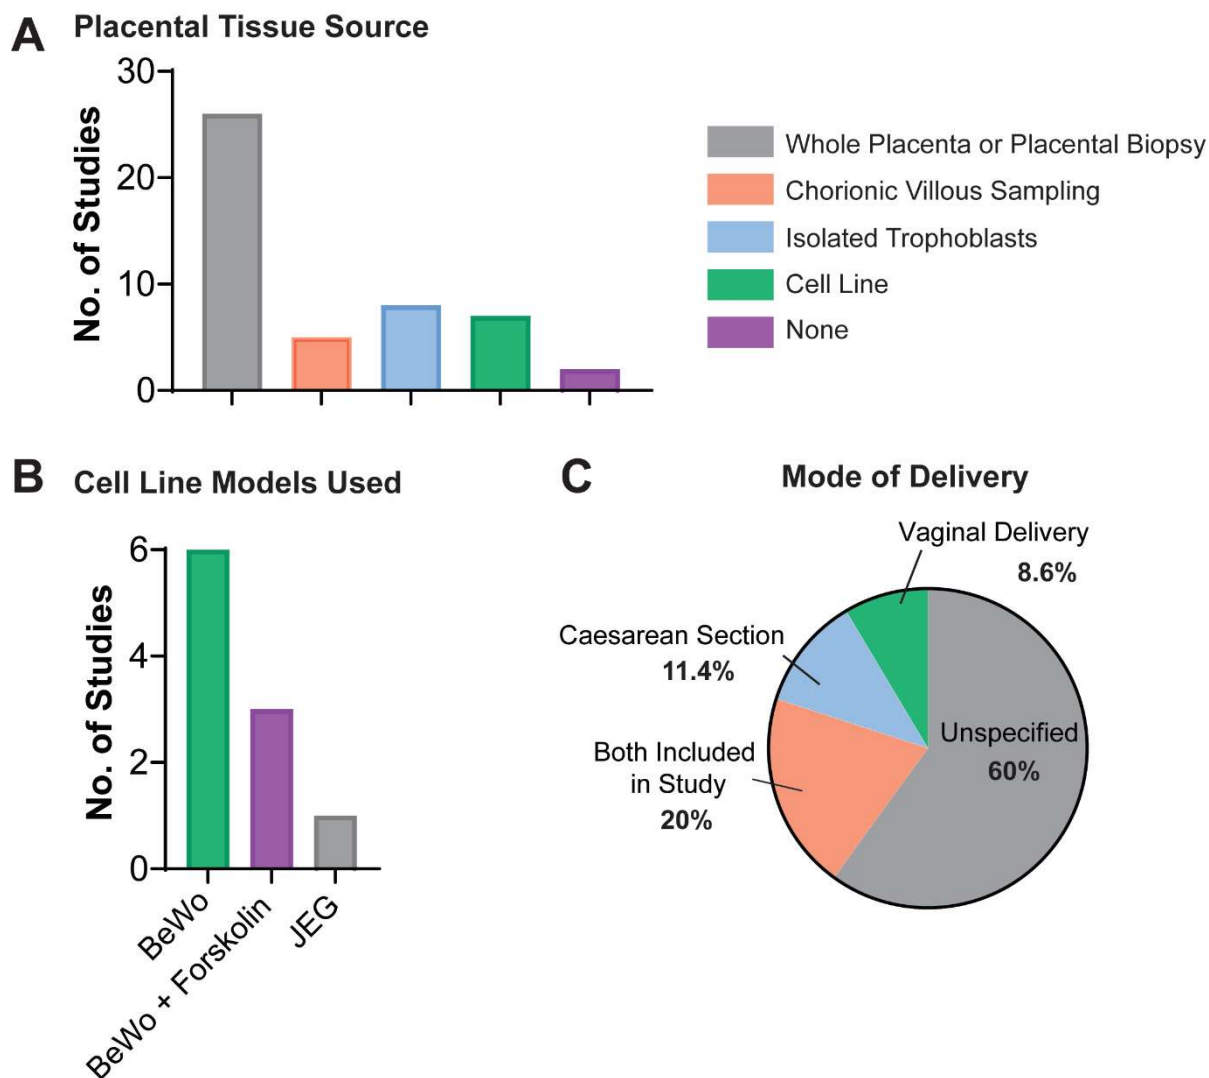 A
Placental Tissue Source
No. of Studies
30
20
10
0
Whole Placenta or Placental Biopsy
Chorionic Villous Sampling
Isolated Trophoblasts
Cell Line
None
B
Cell Line Models Used
No. of Studies
6
4
2
0
BeWo
BeWo + Forskolin
JEG
C
Mode of Delivery
Vaginal Delivery
8.6%
Caesarean Section
11.4%
Both Included
in Study
20%
Unspecified
60%